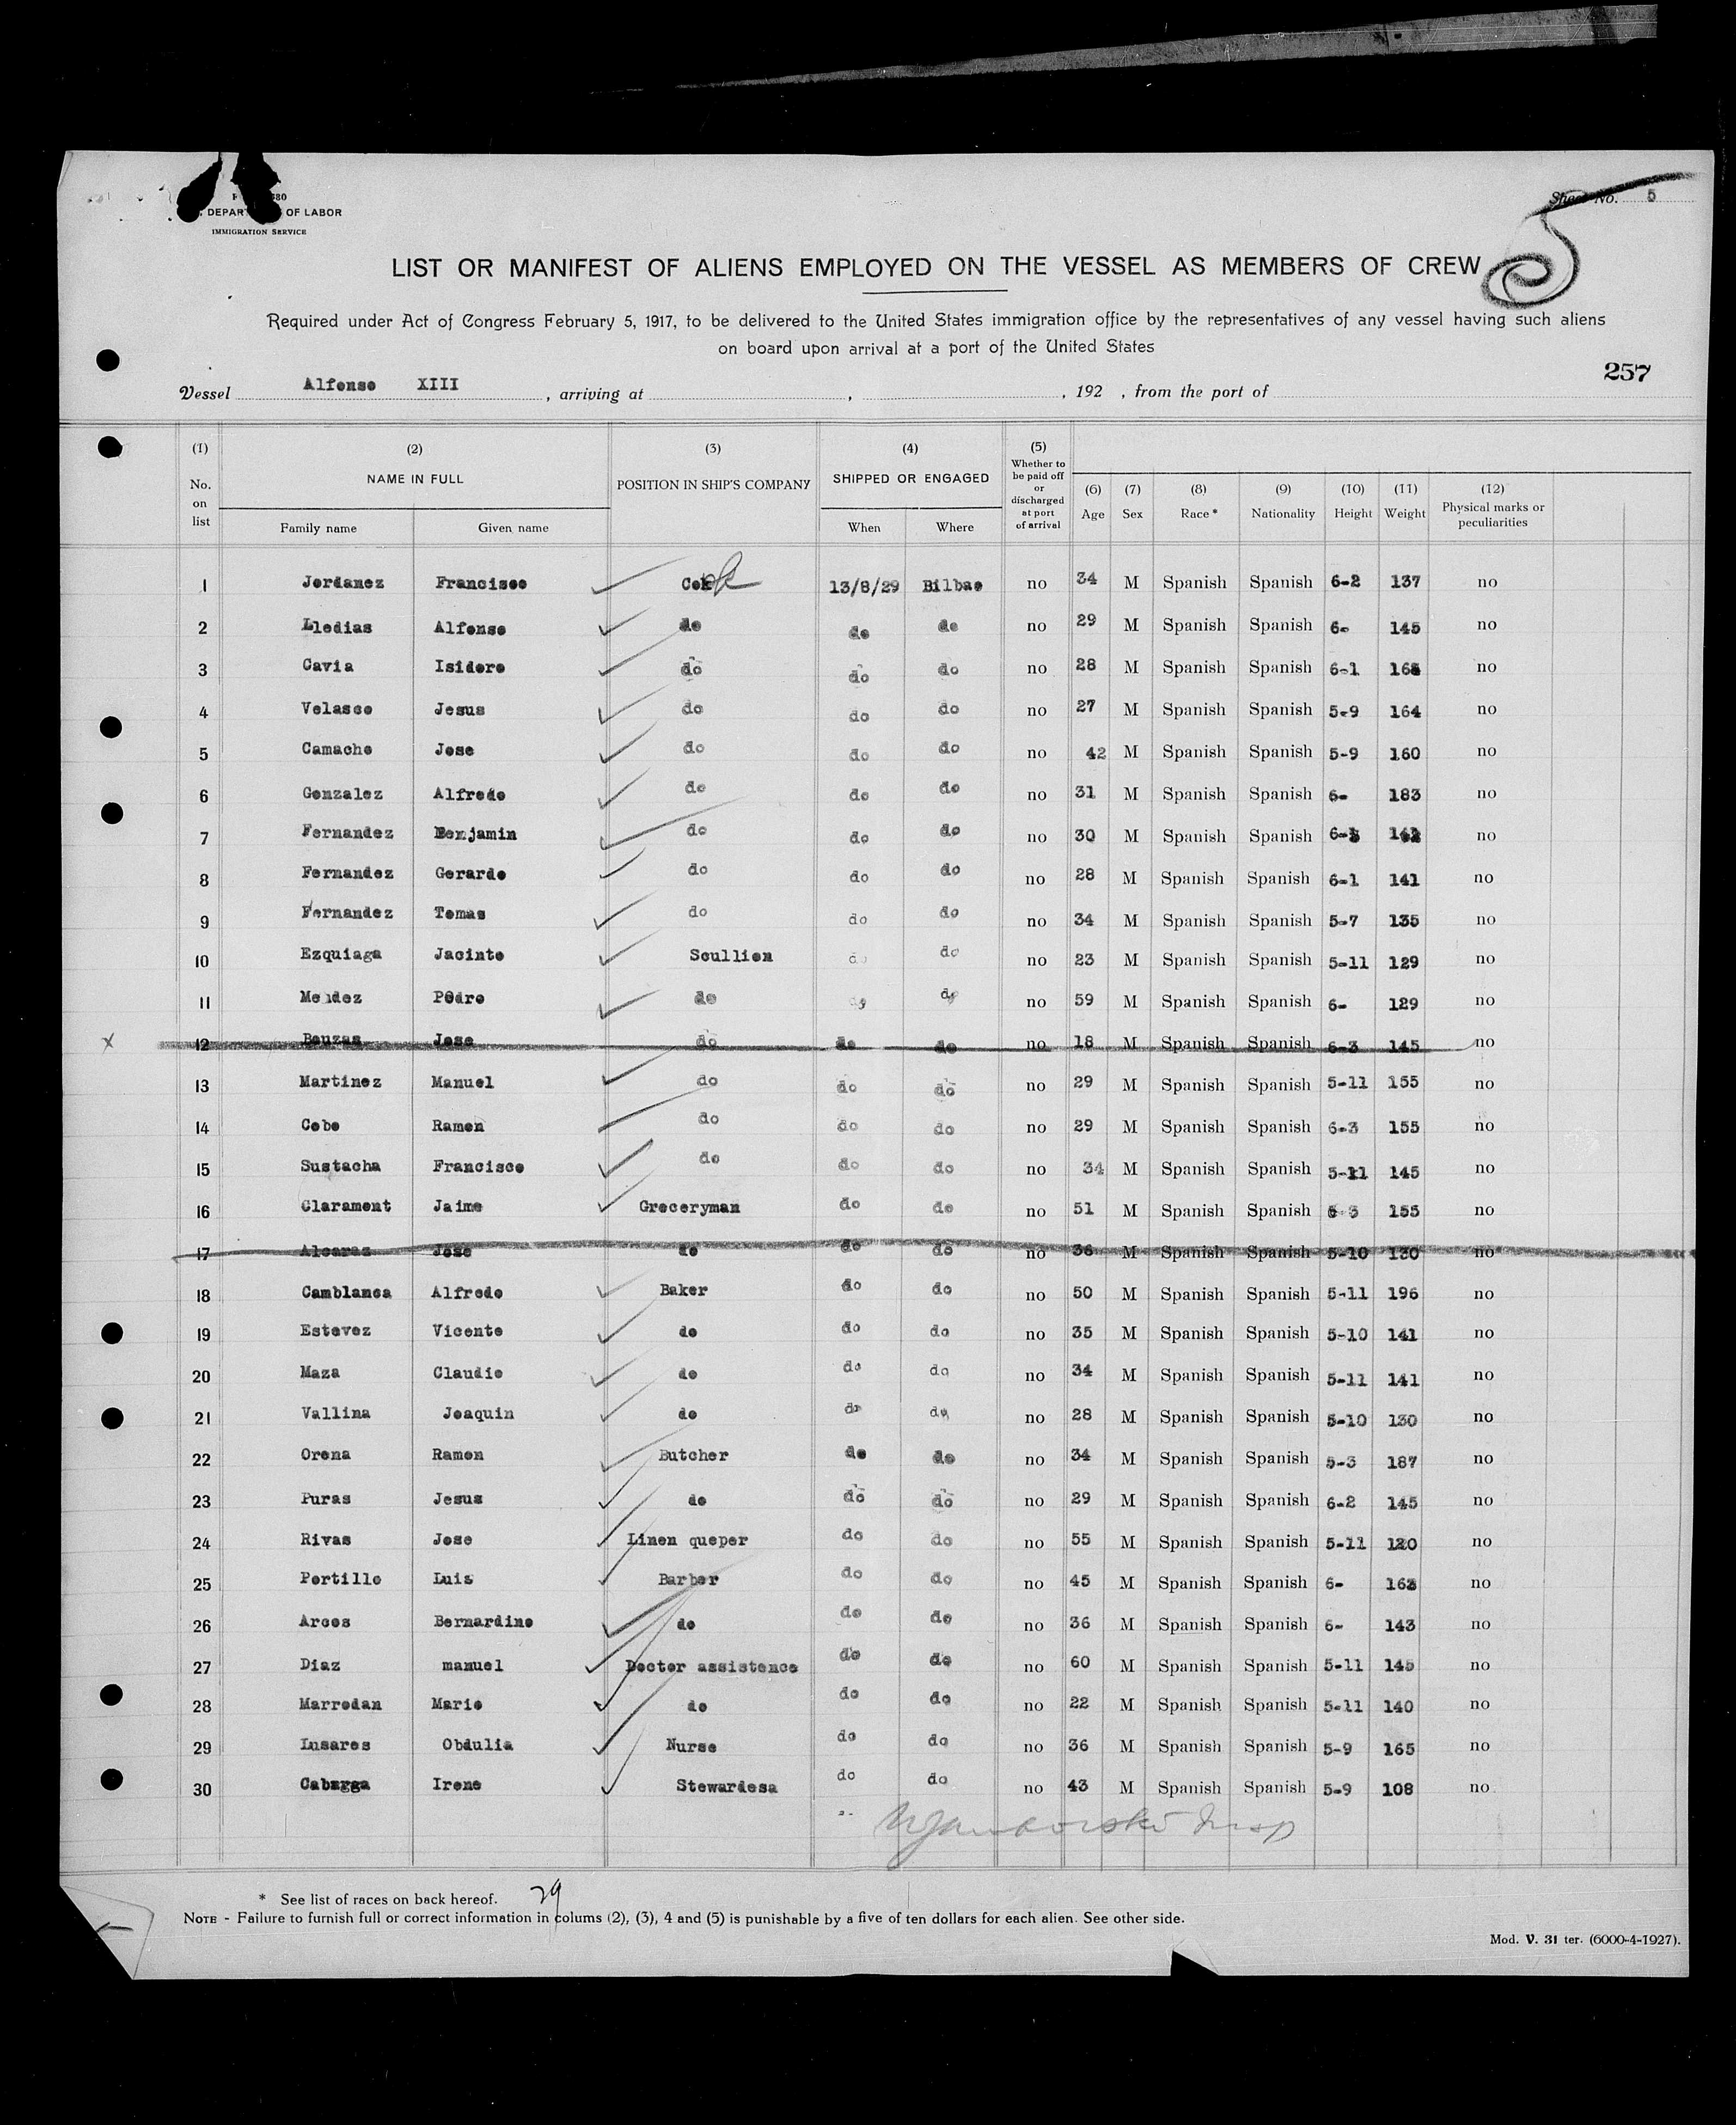 DEPAR OF LABOR
IMMIGRATION SERVICE
Sheet No. 5
5
LIST OR MANIFEST OF ALIENS EMPLOYED ON THE VESSEL AS MEMBERS OF CREW
Required under Act of Congress February 5, 1917, to be delivered to the United States immigration office by the representatives of any vessel having such aliens
on board upon arrival at a port of the United States
257
Vessel Alfonso XIII , arriving at , , 192 , from the port of
(1) No. on list (2) NAME IN FULL Family name Given name (3) POSITION IN SHIP'S COMPANY (4) SHIPPED OR ENGAGED When Where (5) Whether to be paid off or discharged at port of arrival (6) Age (7) Sex (8) Race * (9) Nationality (10) Height (11) Weight (12) Physical marks or peculiarities
1 Jordanez Francisco Cok 13/8/29 Bilbao no 34 M Spanish Spanish 6-2 137 no
2 Lledias Alfonso do do do no 29 M Spanish Spanish 6- 145 no
3 Cavia Isidoro do do do no 28 M Spanish Spanish 6-1 no
4 Velasco Jesus do do do no 27 M Spanish Spanish 5-9 164 no
5 Camacho Jose do do do no 42 M Spanish Spanish 5-9 160 no
6 Gonzalez Alfredo do do do no 31 M Spanish Spanish 6- 183 no
7 Fernandez Benjamin do do do no 30 M Spanish Spanish no
8 Fernandez Gerardo do do do no 28 M Spanish Spanish 6-1 141 no
9 Fernandez Tomas do do do no 34 M Spanish Spanish 5-7 135 no
10 Ezquiaga Jacinto Scullion do do no 23 M Spanish Spanish 5-11 129 no
11 Mendez Pedro do do do no 59 M Spanish Spanish 6- 129 no
12 Bouzas Jose do do do no 18 M Spanish Spanish 6-3 145 no
13 Martinez Manuel do do do no 29 M Spanish Spanish 5-11 155 no
14 Cobo Ramon do do do no 29 M Spanish Spanish 6-3 155 no
15 Sustacha Francisco do do do no 34 M Spanish Spanish 5-11 145 no
16 Clarament Jaime Groceryman do do no 51 M Spanish Spanish 155 no
17 Alcaraz Jose do do do no 36 M Spanish Spanish 5-10 130 no
18 Camblanca Alfredo Baker do do no 50 M Spanish Spanish 5-11 196 no
19 Estevez Vicente do do do no 35 M Spanish Spanish 5-10 141 no
20 Maza Claudio do do do no 34 M Spanish Spanish 5-11 141 no
21 Vallina Joaquin do do do no 28 M Spanish Spanish 5-10 130 no
22 Orena Ramon Butcher do do no 34 M Spanish Spanish 5-3 187 no
23 Puras Jesus do do do no 29 M Spanish Spanish 6-2 145 no
24 Rivas Jose Linen queper do do no 55 M Spanish Spanish 5-11 120 no
25 Portillo Luis Barber do do no 45 M Spanish Spanish 6- no
26 Arcos Bernardino do do do no 36 M Spanish Spanish 6- 143 no
27 Diaz manuel Doctor assistence do do no 60 M Spanish Spanish 5-11 145 no
28 Marrodan Mario do do do no 22 M Spanish Spanish 5-11 140 no
29 Lusares Obdulia Nurse do do no 36 M Spanish Spanish 5-9 165 no
30 Cabarga Irene Stewardesa do do no 43 M Spanish Spanish 5-9 108 no
* See list of races on back hereof. 29
NOTE - Failure to furnish full or correct information in colums (2), (3), 4 and (5) is punishable by a five of ten dollars for each alien. See other side.
Mod. V. 31 ter. (6000-4-1927).